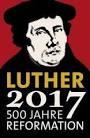 LUTHER
2017
500 JAHRE
REFORMATION